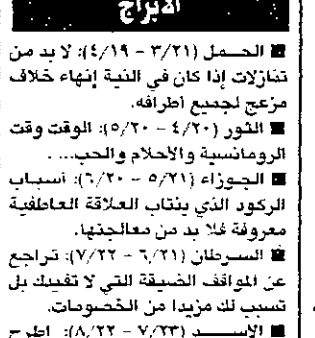 الأبراج
■ الحمل (٣/٢١ - ٤/١٩): لا بد من
تنازلات إذا كان في النية إنهاء خلاف
مزعج لجميع أطرافه.
■ الثور (٤/٢٠ - ٥/٢٠): الوقت وقت
الرومانسية والأحلام والحب... .
■ الجوزاء (٥/٢١ - ٦/٢٠): أسباب
الركود الذي ينتاب العلاقة العاطفية
معروفة فلا بد من معالجتها.
■ السرطان (٦/٢١ - ٧/٢٢): تراجع
عن المواقف الضيقة التي لا تفيدك بل
تسبب لك مزيدا من الخصومات.
■ الأسد (٧/٢٣ - ٨/٢٢): اطرح